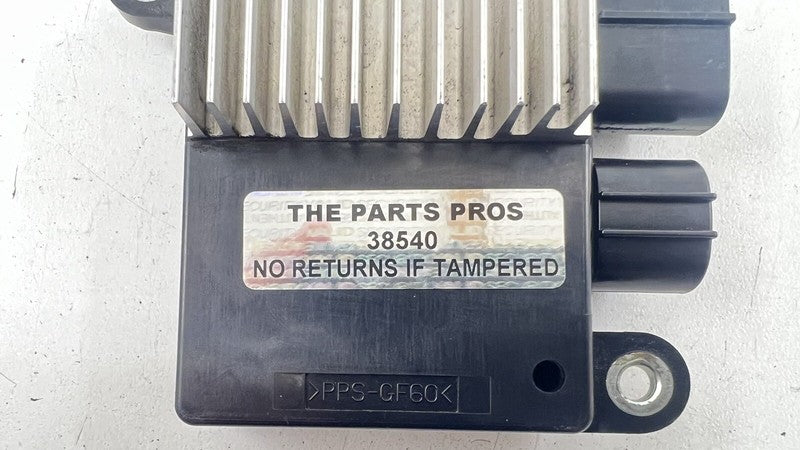 THE PARTS PROS
38540
NO RETURNS IF TAMPERED
>PPS-GF60<